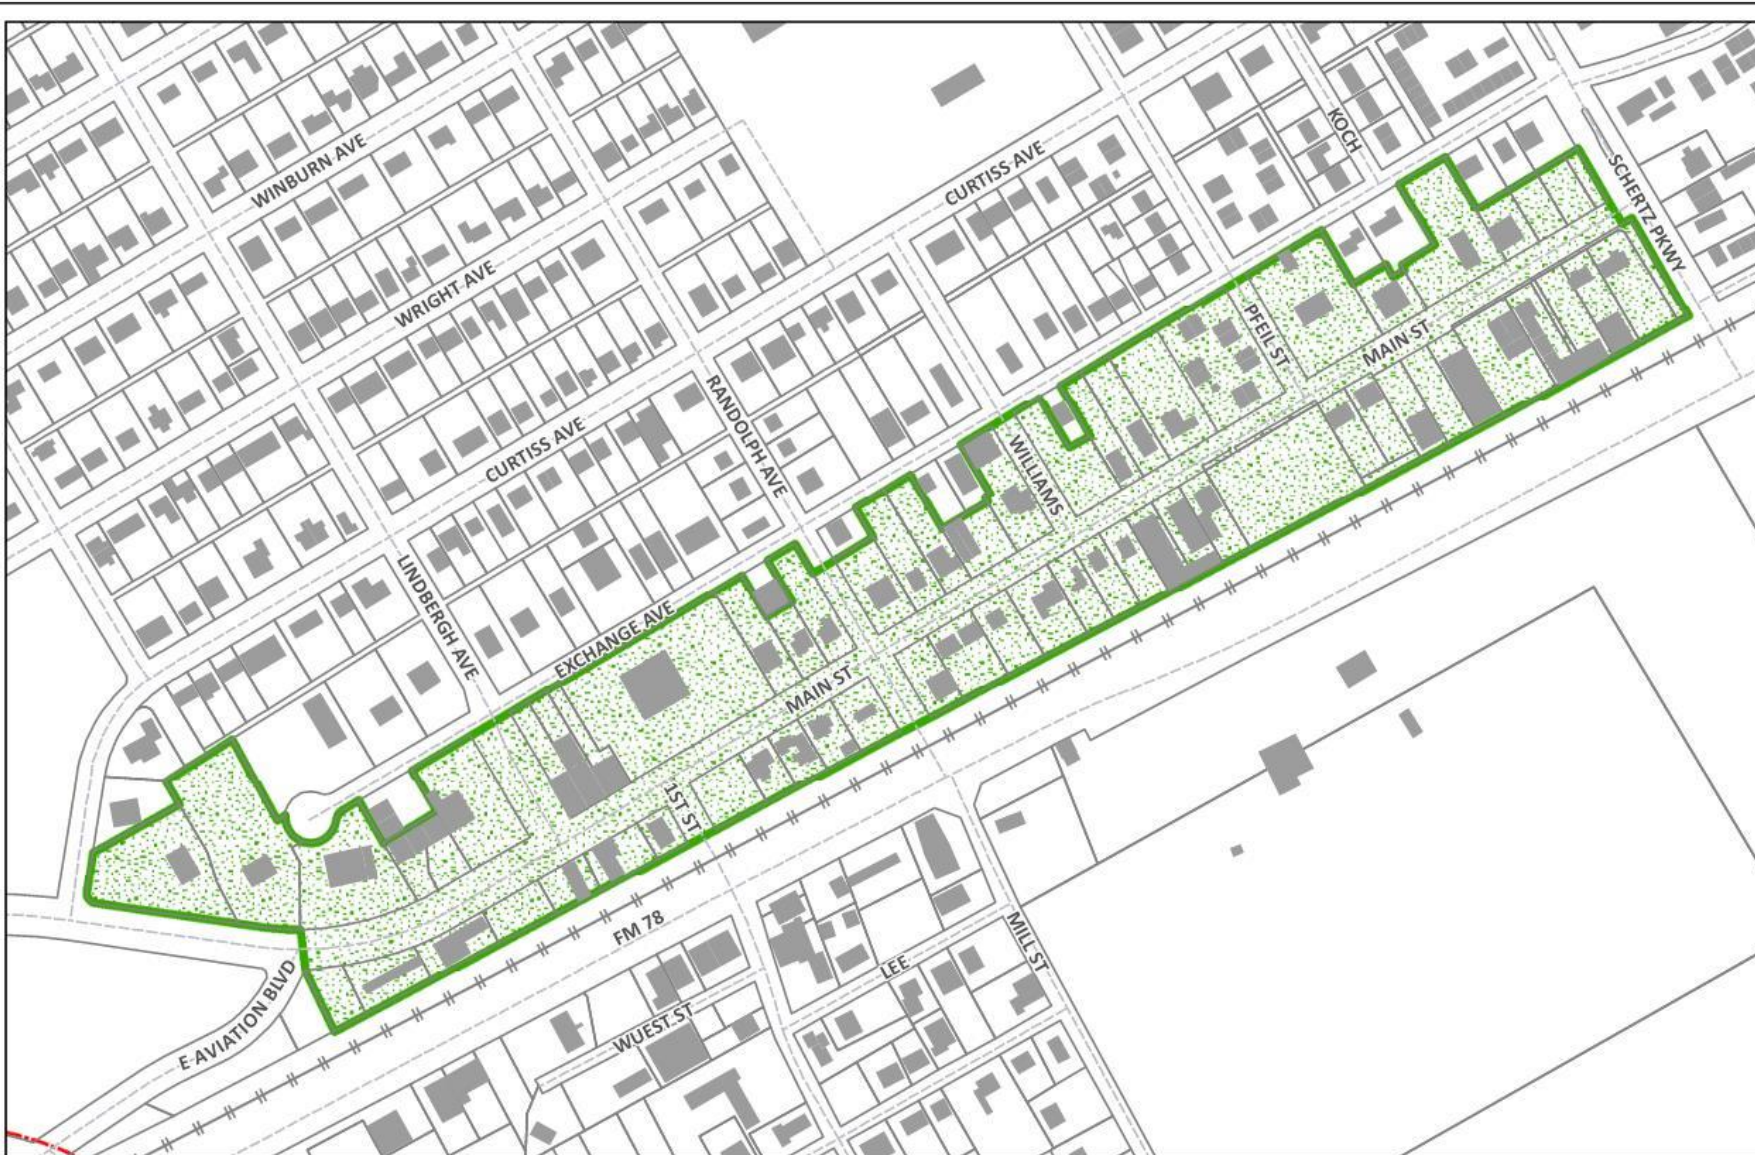 KOCH
WINBURN AVE
CURTISS AVE
SCHERTZ PKWY
WRIGHT AVE
PFEIL ST
MAIN ST
RANDOLPH AVE
CURTISS AVE
WILLIAMS
LINDBERGH AVE
EXCHANGE AVE
MAIN ST
1ST ST
FM 78
MILL ST
LEE
E AVIATION BLVD
WUEST ST